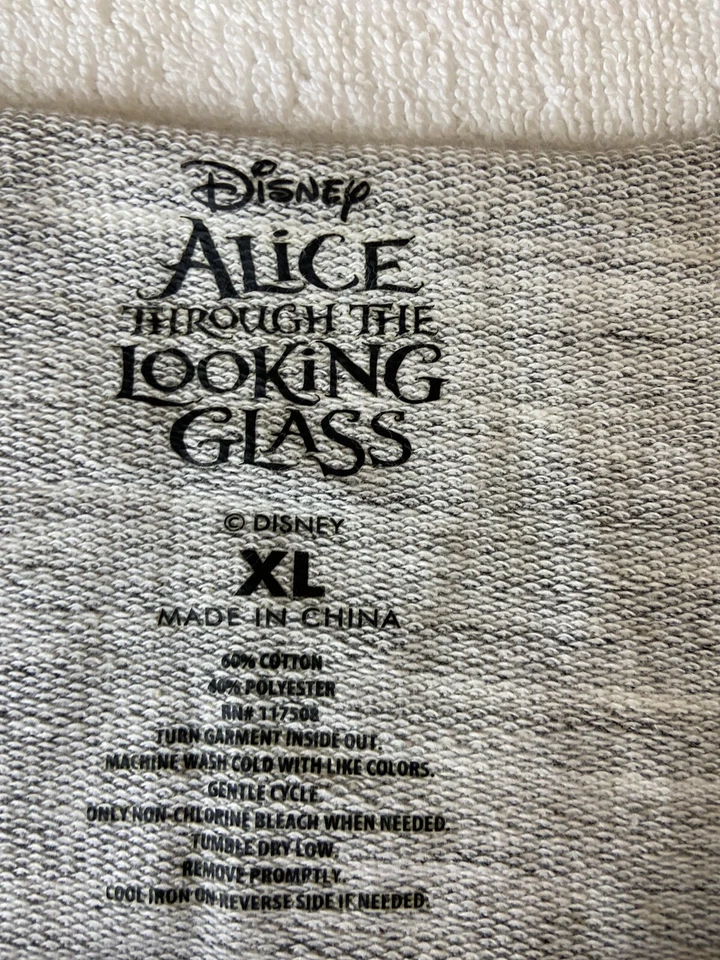 Disney
ALiCE
THROUGH THE
LOOKiNG
GLASS
© DISNEY
XL
MADE IN CHINA
60% COTTON
40% POLYESTER
RN# 117508
TURN GARMENT INSIDE OUT.
MACHINE WASH COLD WITH LIKE COLORS.
GENTLE CYCLE.
ONLY NON-CHLORINE BLEACH WHEN NEEDED.
TUMBLE DRY LOW.
REMOVE PROMPTLY.
COOL IRON ON REVERSE SIDE IF NEEDED.